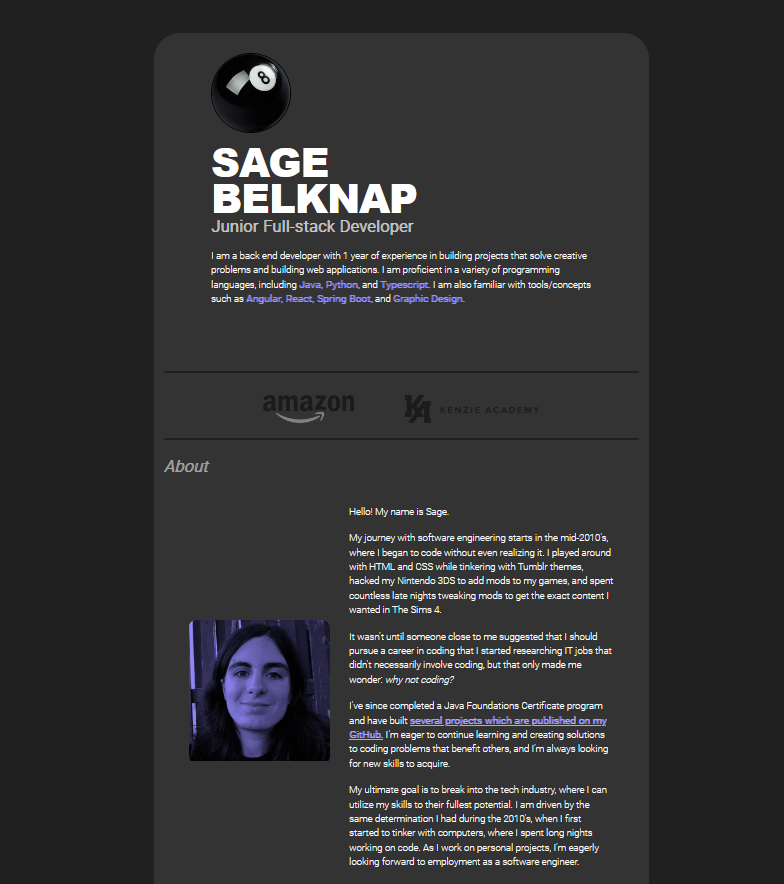 8
SAGE
BELKNAP
Junior Full-stack Developer
I am a back end developer with 1 year of experience in building projects that solve creative
problems and building web applications. I am proficient in a variety of programming
languages, including Java, Python, and Typescript. I am also familiar with tools/concepts
such as Angular, React, Spring Boot, and Graphic Design.
amazon
KA KENZIE ACADEMY
About
Hello! My name is Sage.
My journey with software engineering starts in the mid-2010's,
where I began to code without even realizing it. I played around
with HTML and CSS while tinkering with Tumblr themes,
hacked my Nintendo 3DS to add mods to my games, and spent
countless late nights tweaking mods to get the exact content I
wanted in The Sims 4.
It wasn't until someone close to me suggested that I should
pursue a career in coding that I started researching IT jobs that
didn't necessarily involve coding, but that only made me
wonder: why not coding?
I've since completed a Java Foundations Certificate program
and have built several projects which are published on my
GitHub. I'm eager to continue learning and creating solutions
to coding problems that benefit others, and I'm always looking
for new skills to acquire.
My ultimate goal is to break into the tech industry, where I can
utilize my skills to their fullest potential. I am driven by the
same determination I had during the 2010's, when I first
started to tinker with computers, where I spent long nights
working on code. As I work on personal projects, I'm eagerly
looking forward to employment as a software engineer.